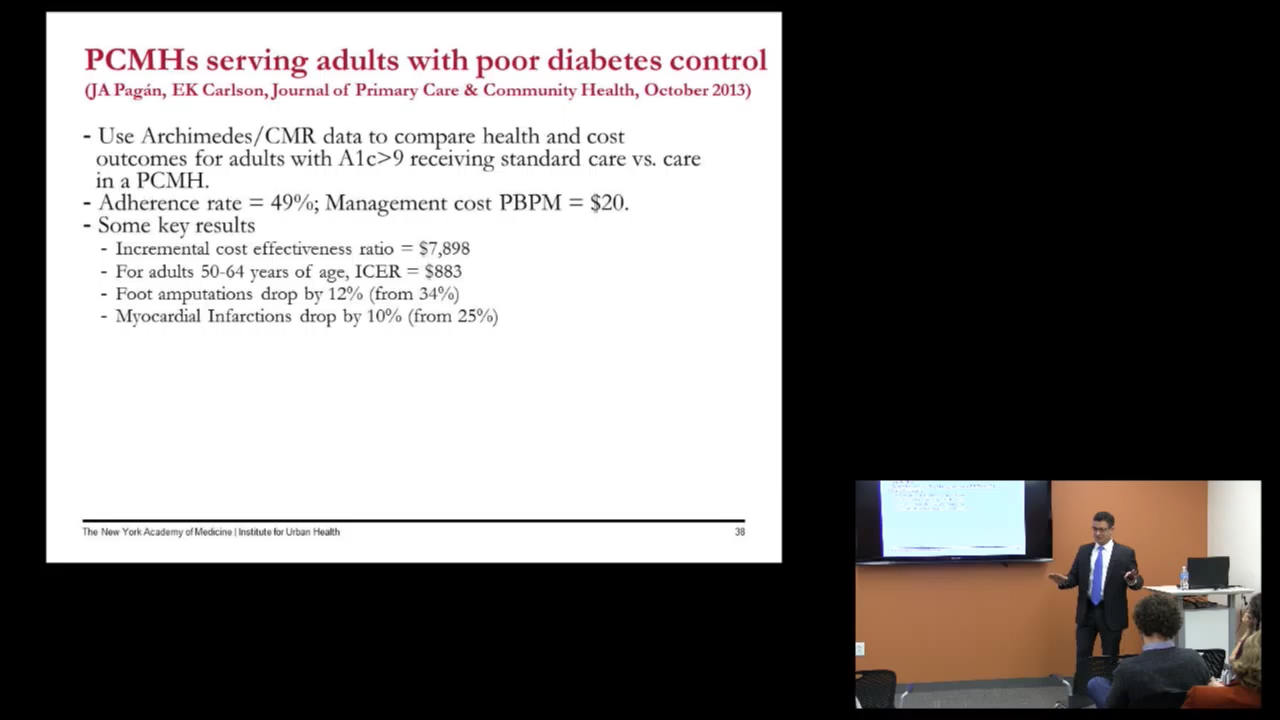 PCMHs serving adults with poor diabetes control
(JA Pagán, EK Carlson, Journal of Primary Care & Community Health, October 2013)
- Use Archimedes/CMR data to compare health and cost
outcomes for adults with A1c>9 receiving standard care vs. care
in a PCMH.
- Adherence rate = 49%; Management cost PBPM = $20.
- Some key results
- Incremental cost effectiveness ratio = $7,898
- For adults 50-64 years of age, ICER = $883
- Foot amputations drop by 12% (from 34%)
- Myocardial Infarctions drop by 10% (from 25%)
The New York Academy of Medicine | Institute for Urban Health
38